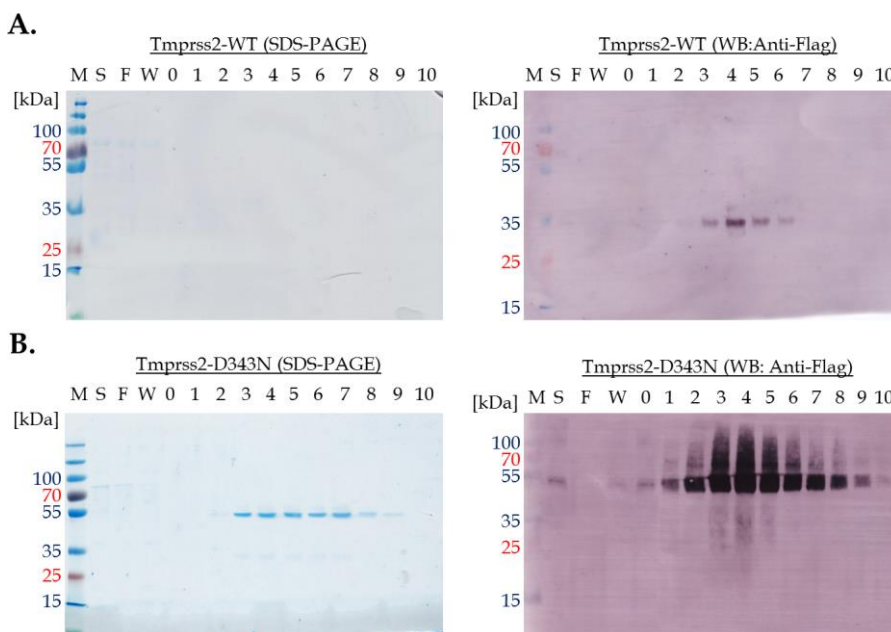 A.
Tmprss2-WT (SDS-PAGE)
M S F W 0 1 2 3 4 5 6 7 8 9 10
[kDa]
100
70
55
35
25
15
Tmprss2-WT (WB:Anti-Flag)
M S F W 0 1 2 3 4 5 6 7 8 9 10
[kDa]
100
70
55
35
25
15
B.
Tmprss2-D343N (SDS-PAGE)
M S F W 0 1 2 3 4 5 6 7 8 9 10
[kDa]
100
70
55
35
25
15
Tmprss2-D343N (WB: Anti-Flag)
M S F W 0 1 2 3 4 5 6 7 8 9 10
[kDa]
100
70
55
35
25
15